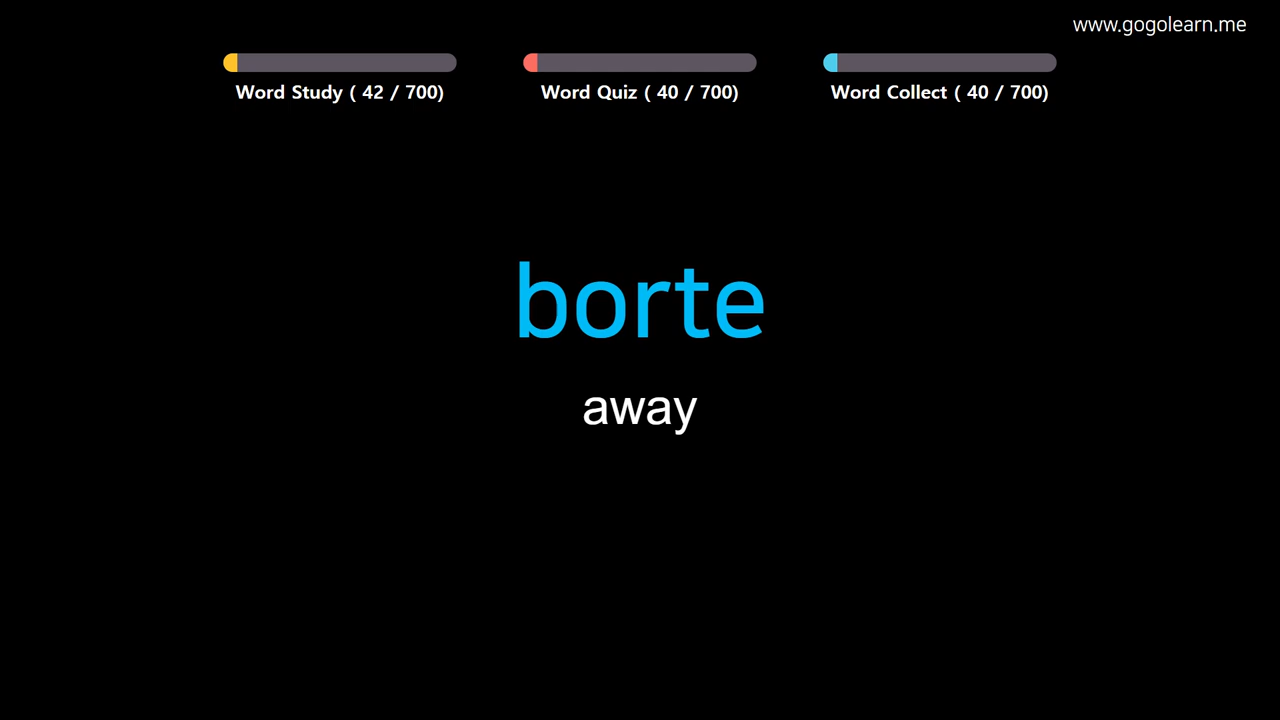 www.gogolearn.me
Word Study ( 42 / 700)
Word Quiz ( 40 / 700)
Word Collect ( 40 / 700)
borte
away